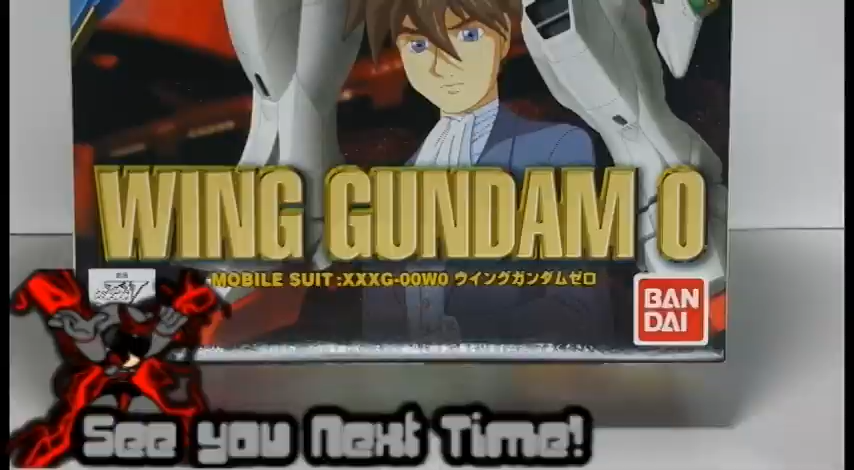 WING GUNDAM 0
MOBILE SUIT:XXXG-00W0 ウイングガンダムゼロ
BAN
DAI
See you Next Time!